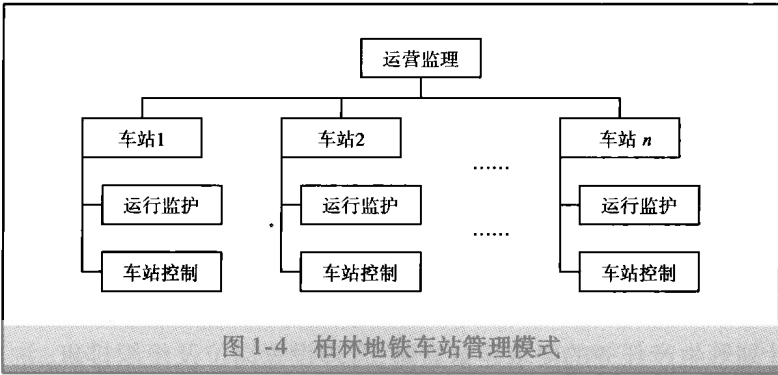 运营监理
车站1 车站2 车站 n
……
运行监护 运行监护 运行监护
……
车站控制 车站控制 车站控制
图 1-4 柏林地铁车站管理模式